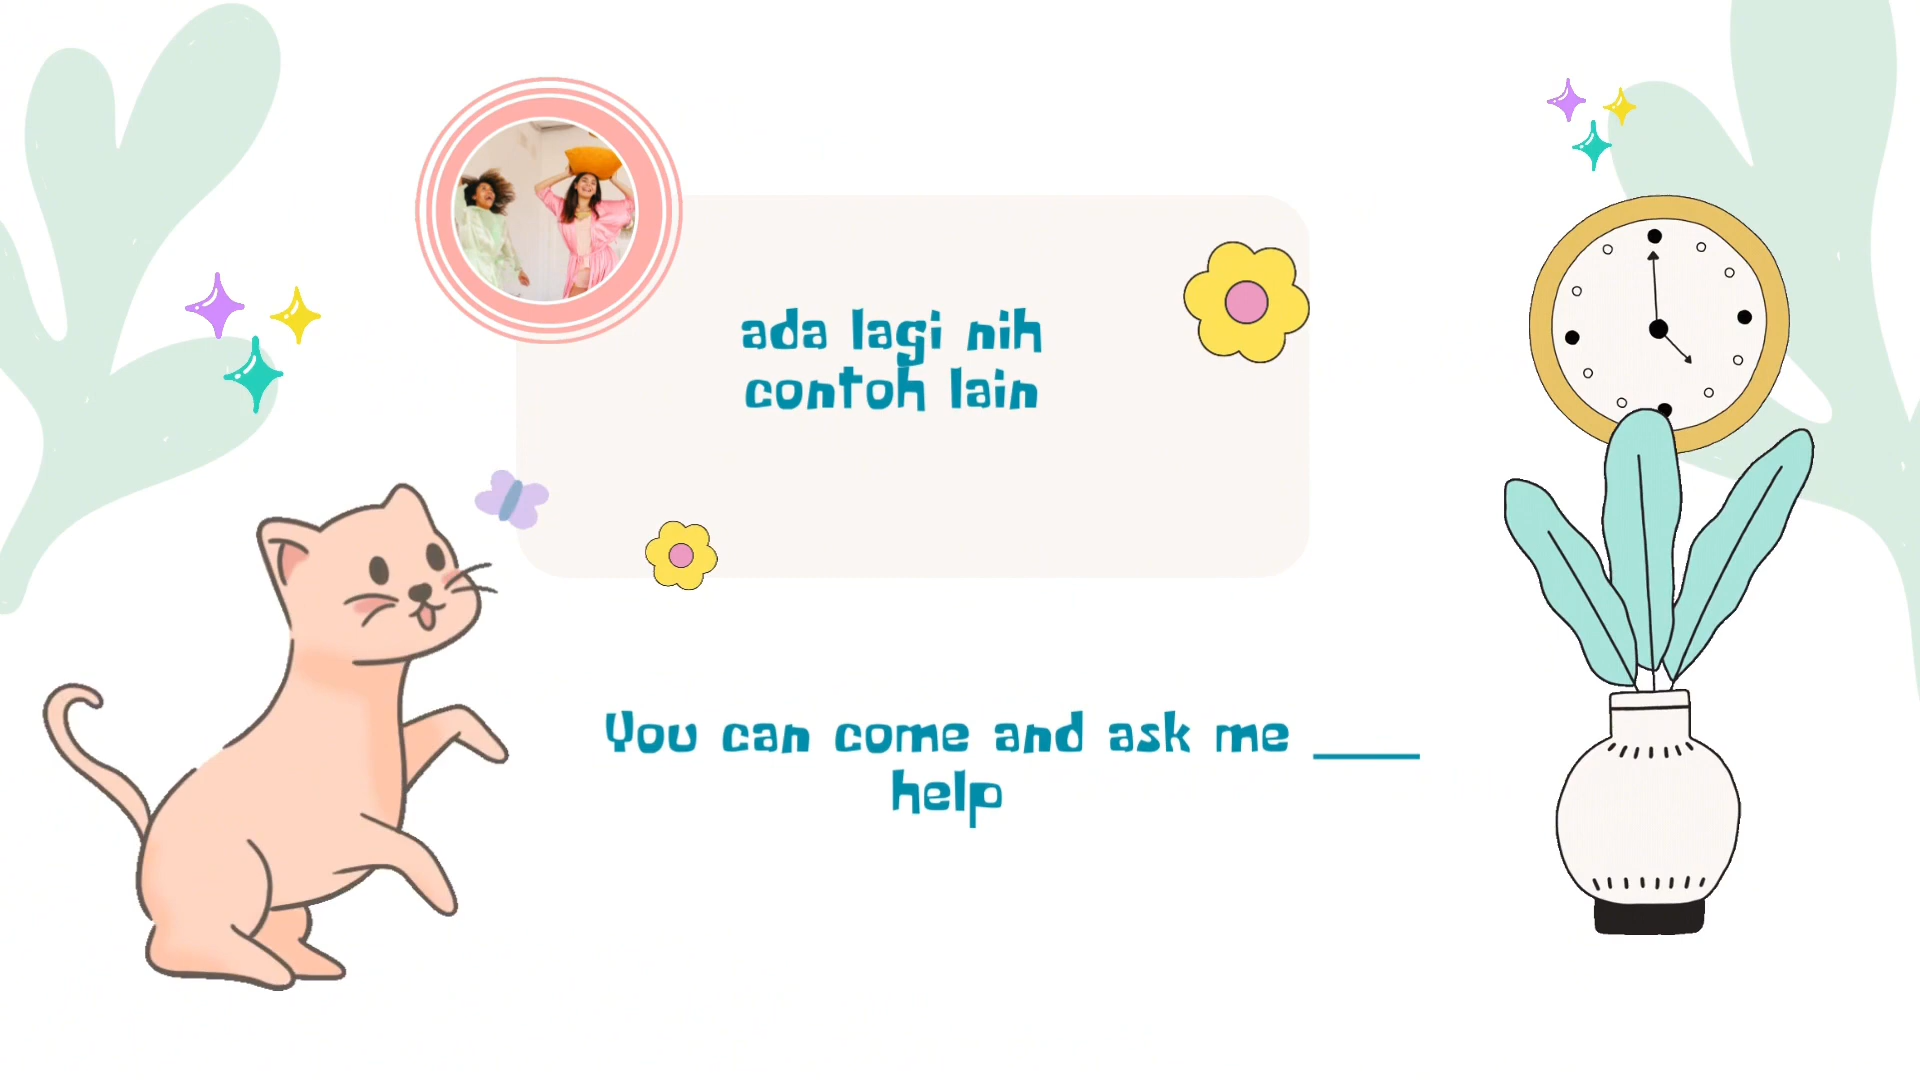 ada lagi nih
contoh lain
You can come and ask me ____
help